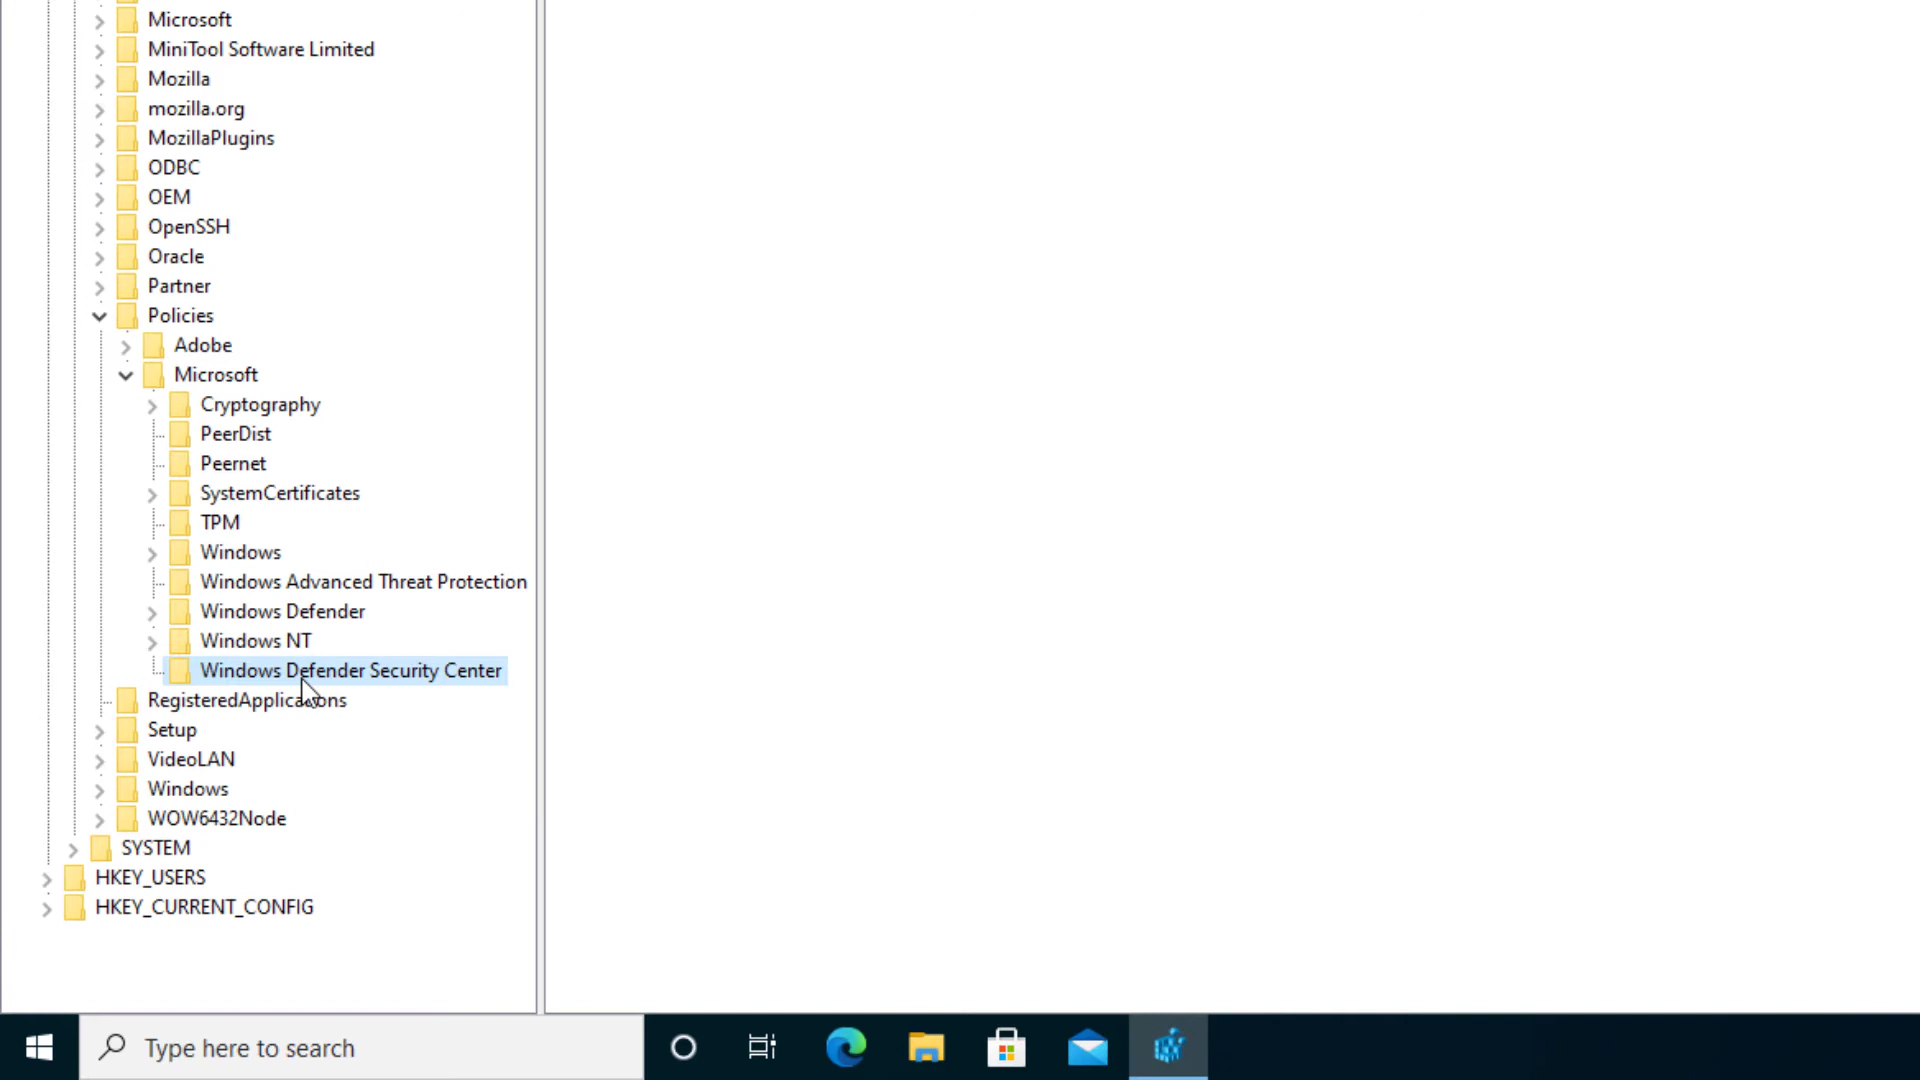 Microsoft
MiniTool Software Limited
Mozilla
mozilla.org
MozillaPlugins
ODBC
OEM
OpenSSH
Oracle
Partner
Policies
Adobe
Microsoft
Cryptography
PeerDist
Peernet
SystemCertificates
TPM
Windows
Windows Advanced Threat Protection
Windows Defender
Windows NT
Windows Defender Security Center
RegisteredApplications
Setup
VideoLAN
Windows
WOW6432Node
SYSTEM
HKEY_USERS
HKEY_CURRENT_CONFIG
Type here to search